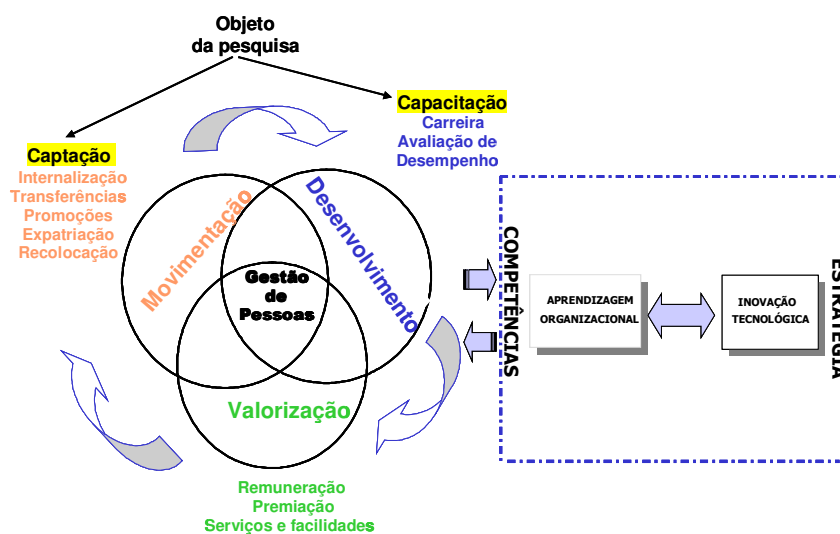 Objeto
da pesquisa
Capacitação
Carreira
Avaliação de
Desempenho
Captação
Internalização
Transferências
Promoções
Expatriação
Recolocação
Movimentação
Desenvolvimento
Gestão
de
Pessoas
Valorização
Remuneração
Premiação
Serviços e facilidades
COMPETÊNCIAS
APRENDIZAGEM
ORGANIZACIONAL
INOVAÇÃO
TECNOLÓGICA
ESTRATÉGIA